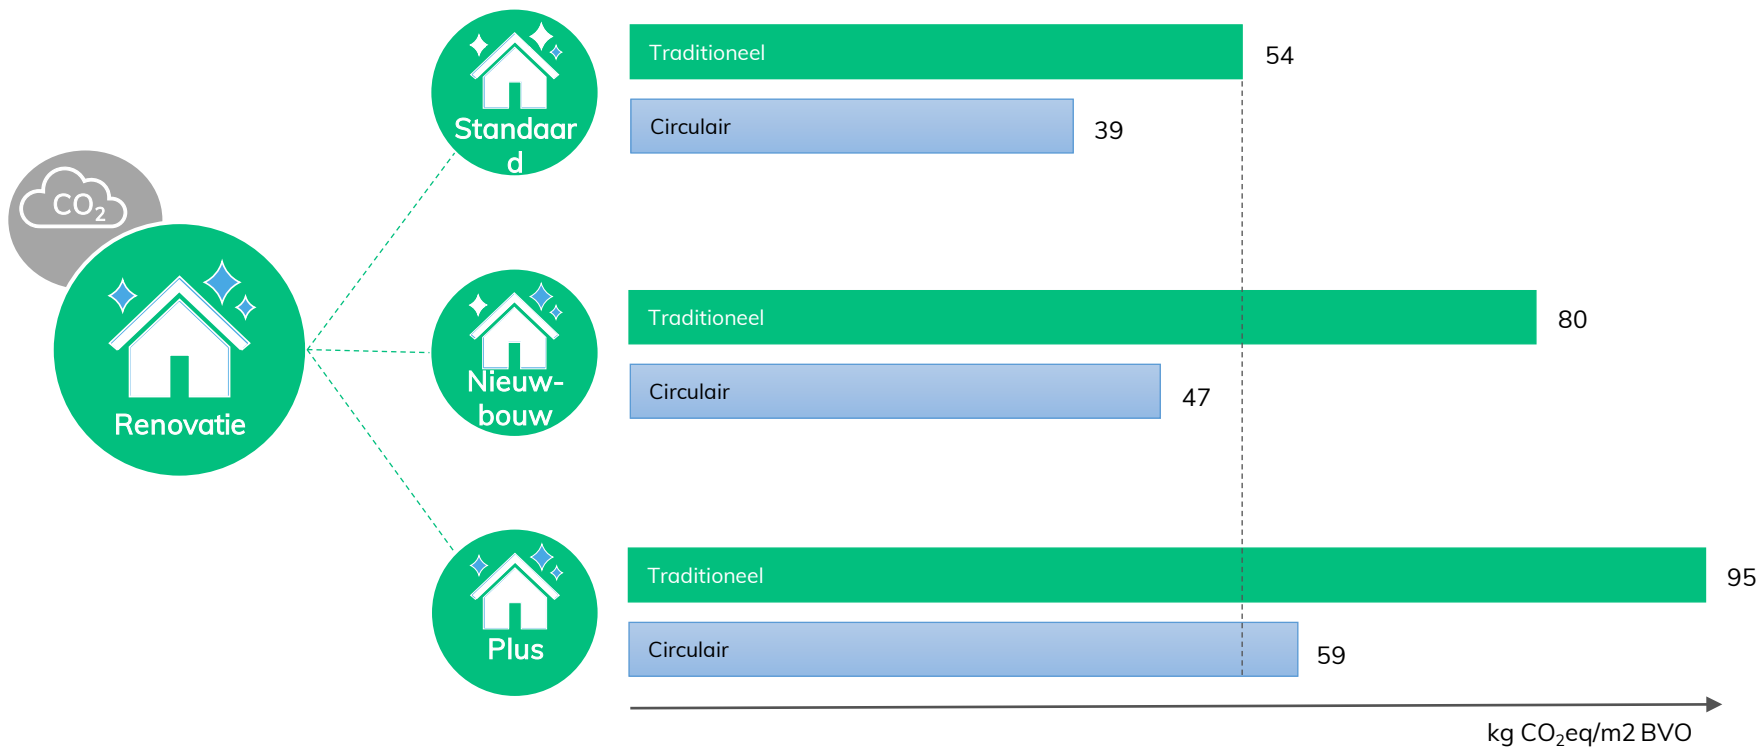 CO₂
Renovatie
Standaar
d
Traditioneel
54
Circulair
39
Nieuw-
bouw
Traditioneel
80
Circulair
47
Plus
Traditioneel
95
Circulair
59
kg CO₂eq/m2 BVO